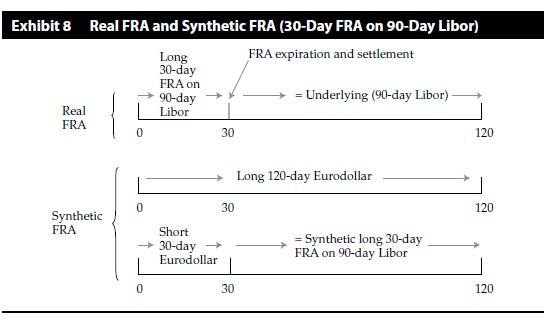 Exhibit 8 Real FRA and Synthetic FRA (30-Day FRA on 90-Day Libor)
Long
30-day
FRA on
90-day
Libor
FRA expiration and settlement
= Underlying (90-day Libor)
Real
FRA
0 30 120
Long 120-day Eurodollar
0 30 120
Synthetic
FRA
Short
30-day
Eurodollar
= Synthetic long 30-day
FRA on 90-day Libor
0 30 120